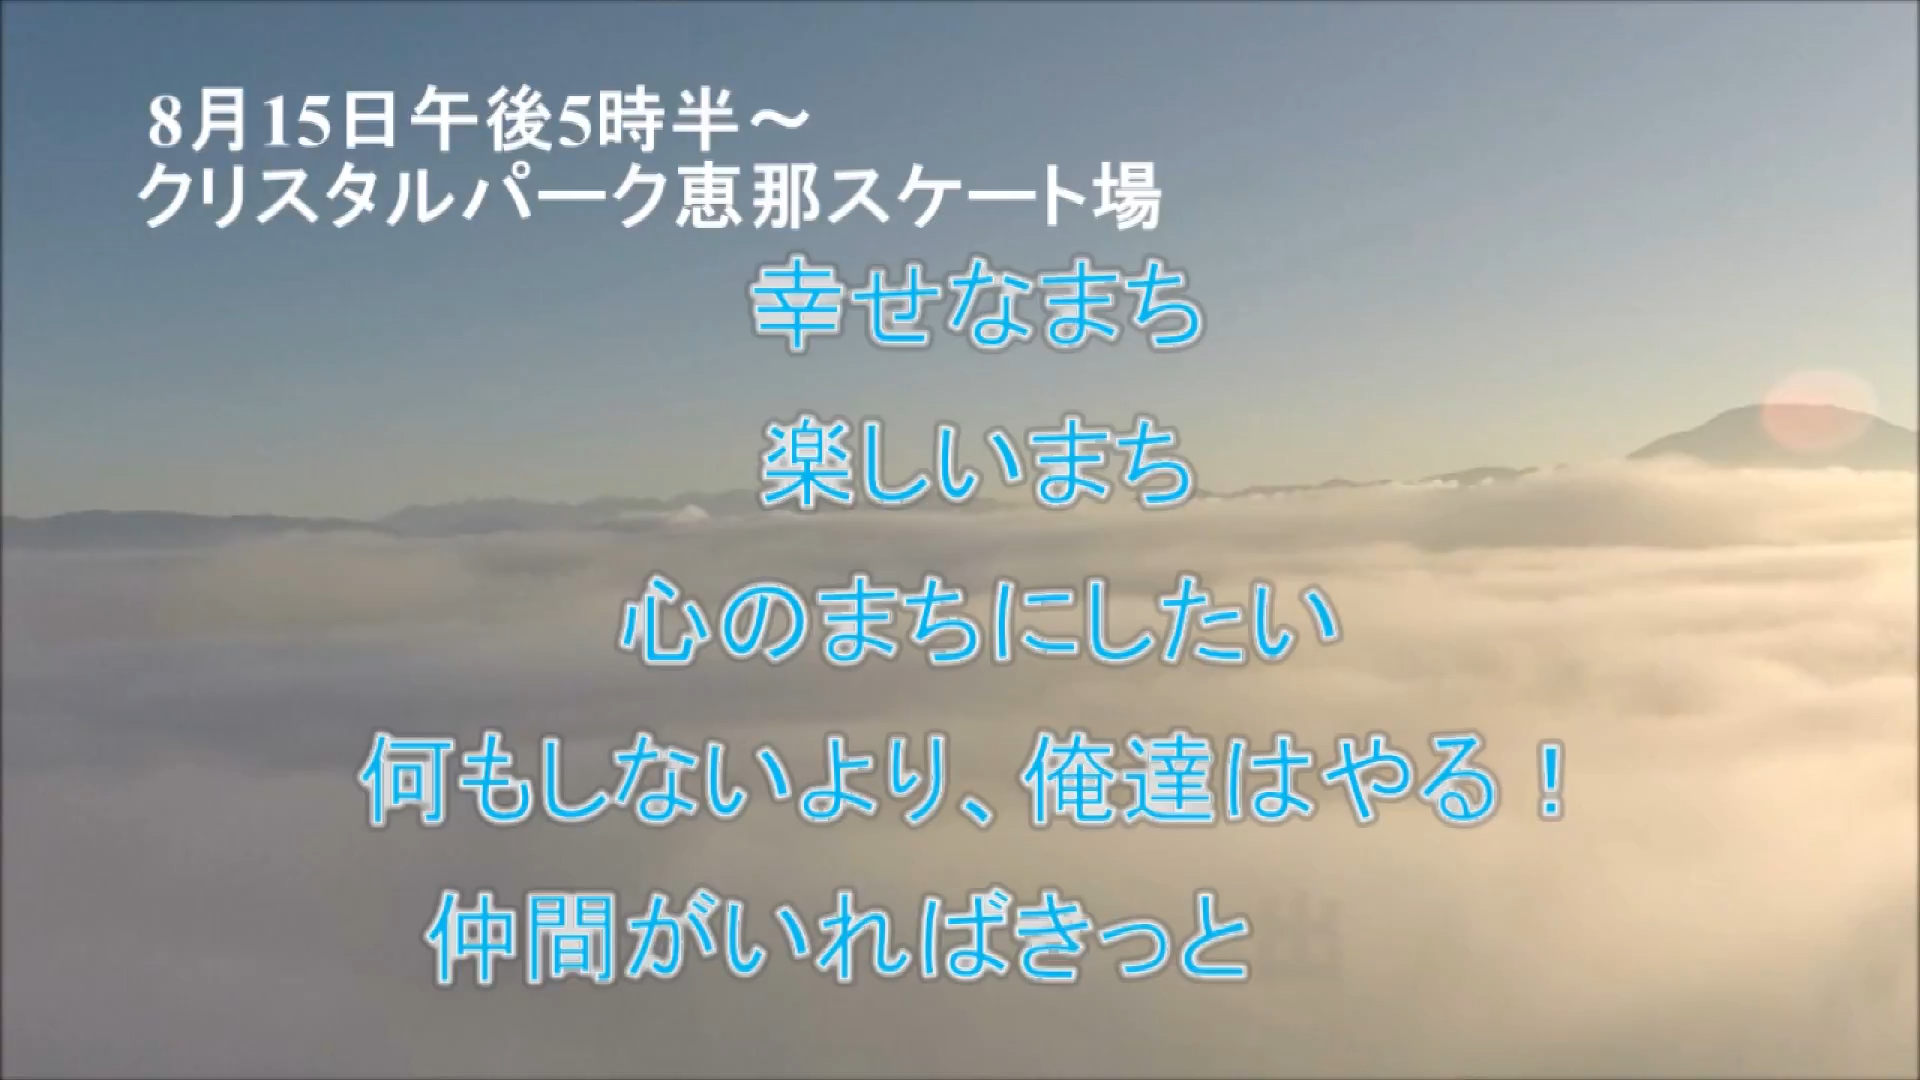 8月15日午後5時半～
クリスタルパーク恵那スケート場
幸せなまち
楽しいまち
心のまちにしたい
何もしないより、俺達はやる！
仲間がいればきっと出